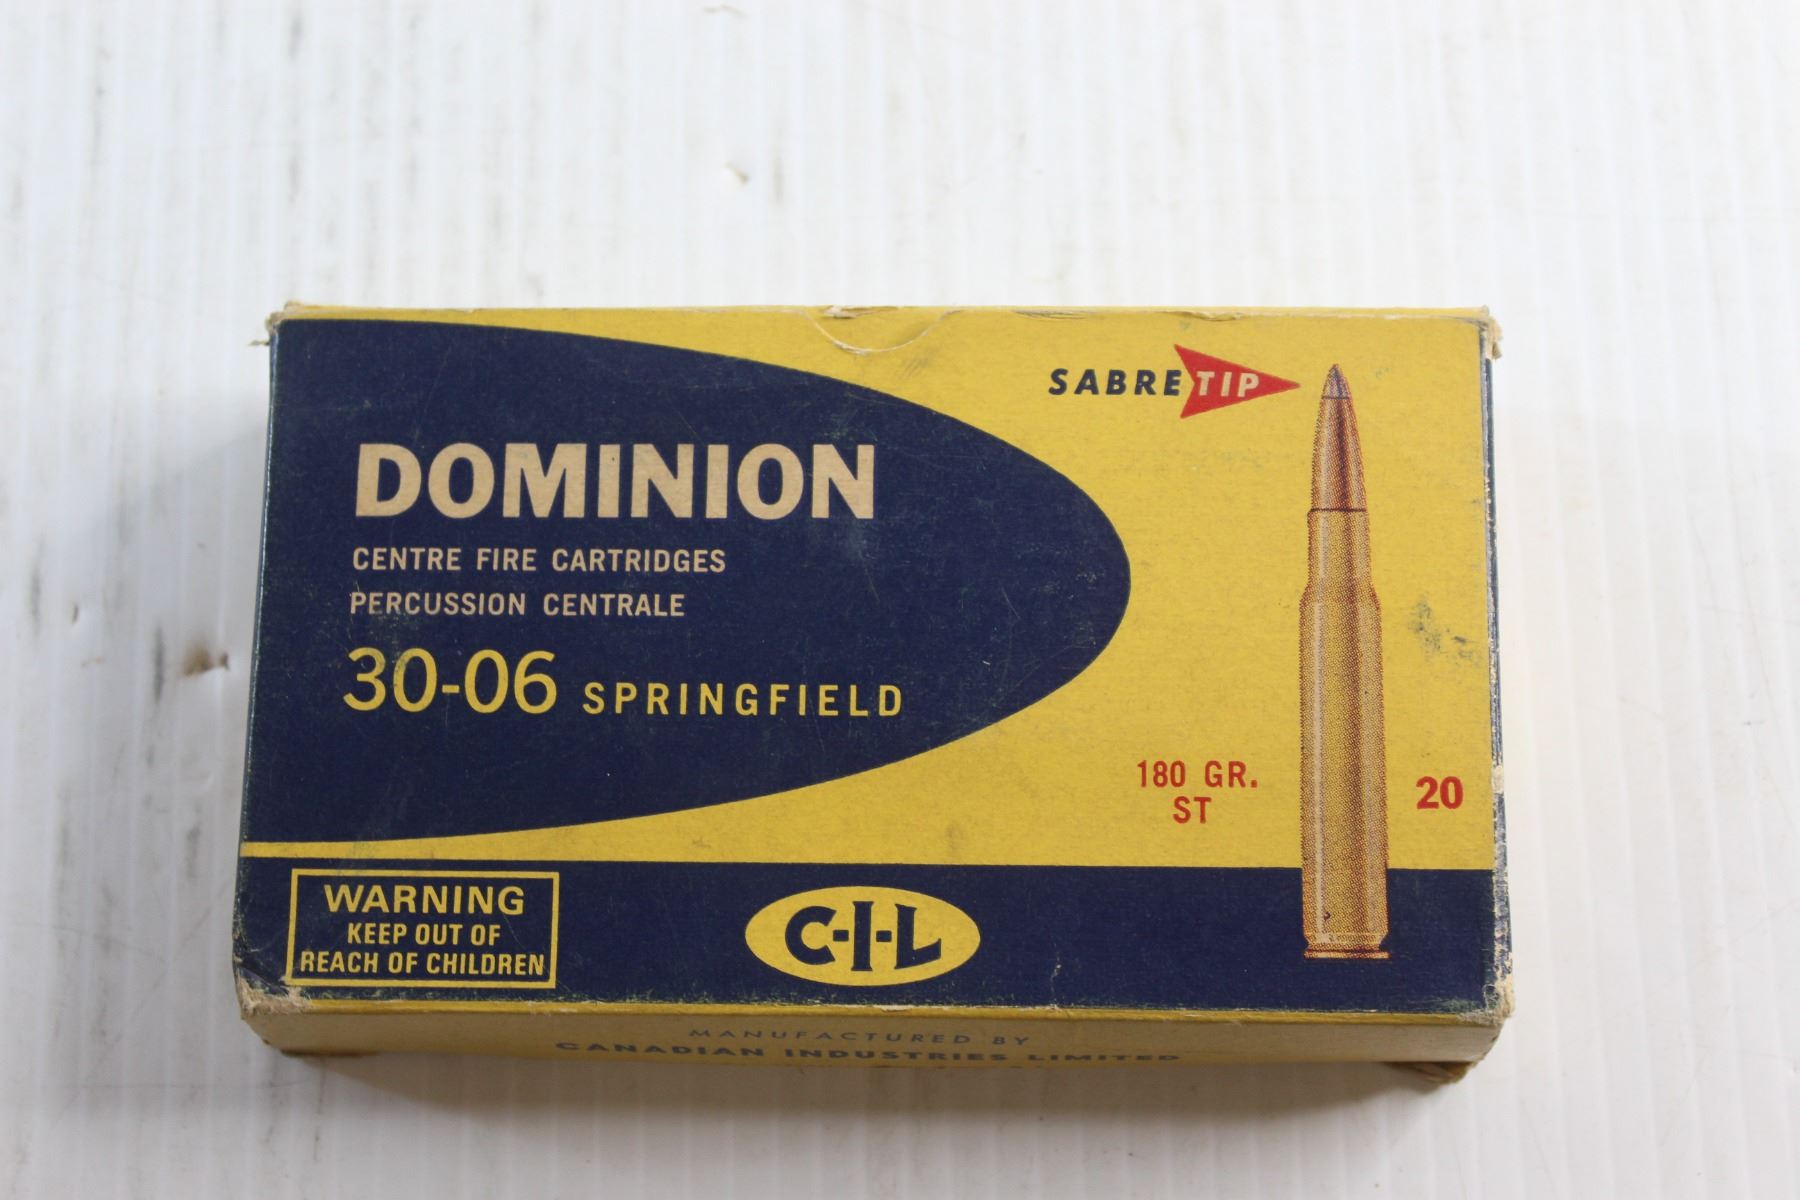 SABRE TIP
DOMINION
CENTRE FIRE CARTRIDGES
PERCUSSION CENTRALE
30-06 SPRINGFIELD
180 GR.
ST
20
WARNING
KEEP OUT OF
REACH OF CHILDREN
C-I-L
MANUFACTURED BY
CANADIAN INDUSTRIES LIMITED